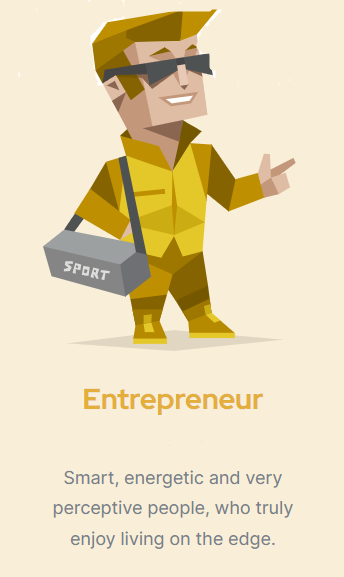 SPORT
Entrepreneur
Smart, energetic and very
perceptive people, who truly
enjoy living on the edge.